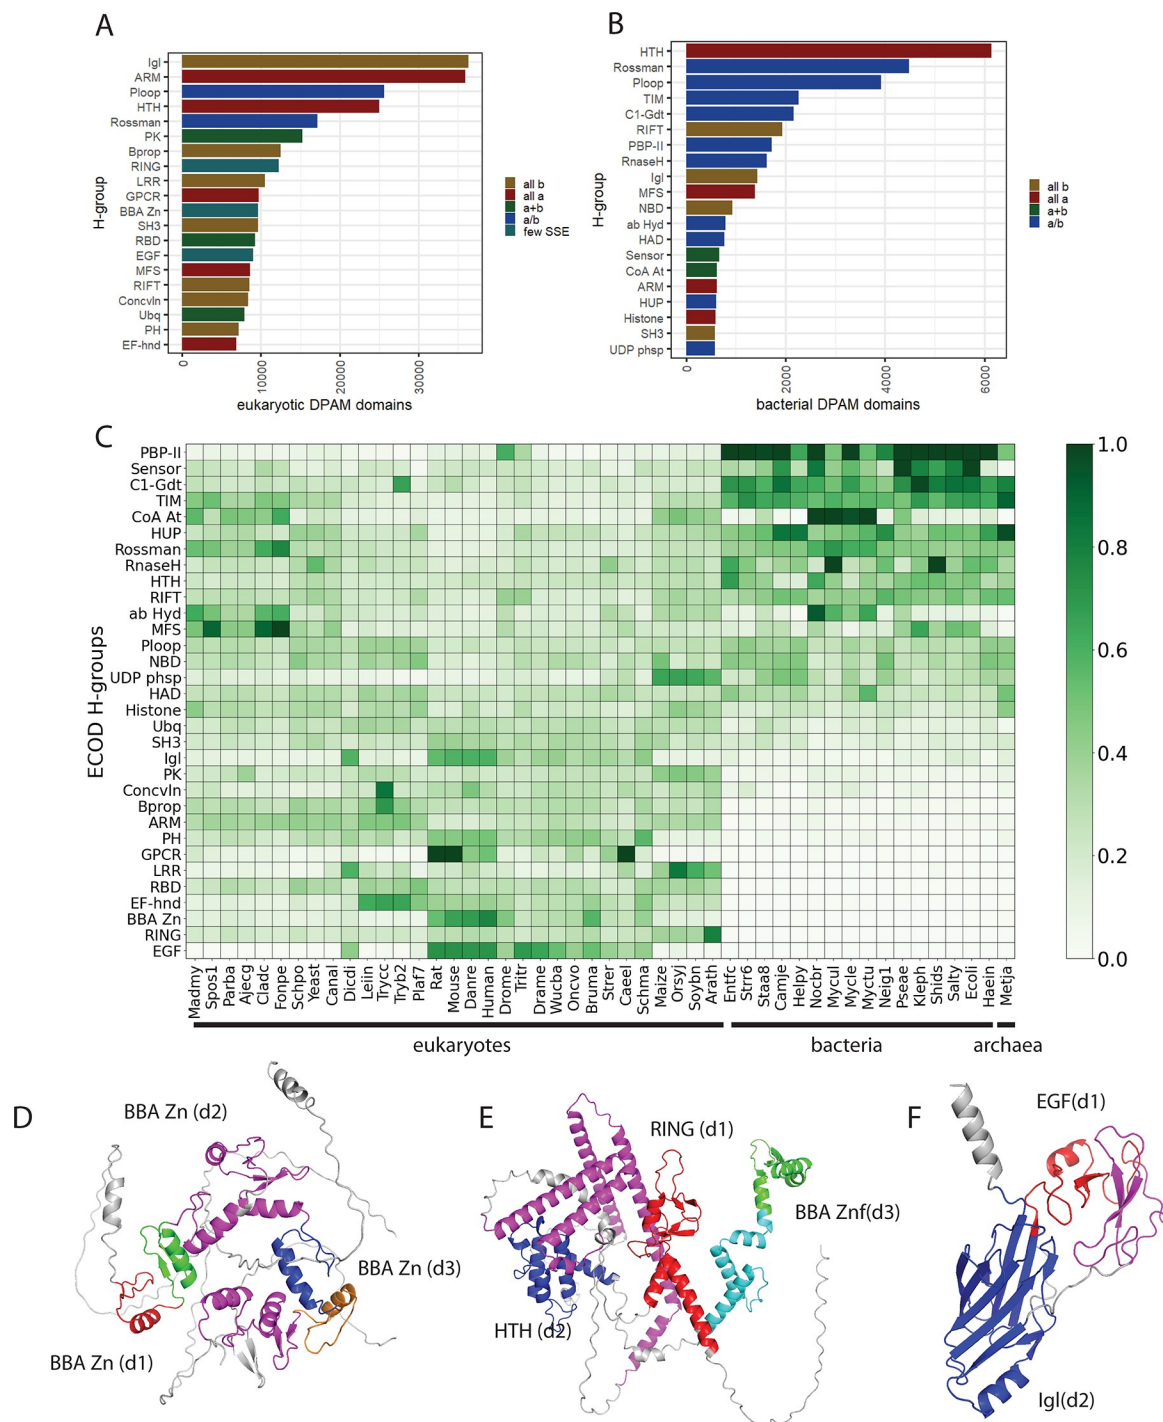 A
H-group
Igl
ARM
Ploop
HTH
Rossman
PK
Bprop
RING
LRR
GPCR
BBA Zn
SH3
RBD
EGF
MFS
RIFT
Concvln
Ubq
PH
EF-hnd
0
10000
20000
30000
eukaryotic DPAM domains
all b
all a
a+b
a/b
few SSE
B
H-group
HTH
Rossman
Ploop
TIM
C1-Gdt
RIFT
PBP-II
RnaseH
Igl
MFS
NBD
ab Hyd
HAD
Sensor
CoA At
ARM
HUP
Histone
SH3
UDP phsp
0
20000
40000
60000
bacterial DPAM domains
all b
all a
a+b
a/b
C
ECOD H-groups
PBP-II
Sensor
C1-Gdt
TIM
CoA At
HUP
Rossman
RnaseH
HTH
RIFT
ab Hyd
MFS
Ploop
NBD
UDP phsp
HAD
Histone
Ubq
SH3
Igl
PK
Concvln
Bprop
ARM
PH
GPCR
LRR
RBD
EF-hnd
BBA Zn
RING
EGF
Madmy
Spos1
Parba
Ajecg
Cladc
Fonpe
Schpo
Yeast
Canal
Dicdi
Leiin
Trycc
Tryb2
Plaf7
Rat
Mouse
Danre
Human
Drome
Tritr
Drame
Wucba
Oncvo
Bruma
Strer
Caeel
Schma
Maize
Orsyj
Soybn
Arath
Entfc
Strr6
Staa8
Camje
Helpy
Nocbr
Mycul
Mycle
Myctu
Neig1
Pseae
Kleph
Shids
Salty
Ecoli
Haein
Metja
eukaryotes
bacteria
archaea
1.0
0.8
0.6
0.4
0.2
0.0
D
BBA Zn (d2)
BBA Zn (d3)
BBA Zn (d1)
E
RING (d1)
BBA Znf(d3)
HTH (d2)
F
EGF(d1)
Igl(d2)